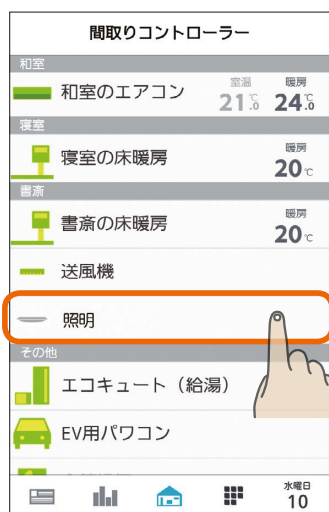 間取りコントローラー
和室
和室のエアコン
室温 暖房
21.0℃ 24.0℃
寝室
寝室の床暖房
暖房
20℃
書斎
書斎の床暖房
暖房
20℃
送風機
照明
その他
エコキュート（給湯）
EV用パワコン
水曜日
10